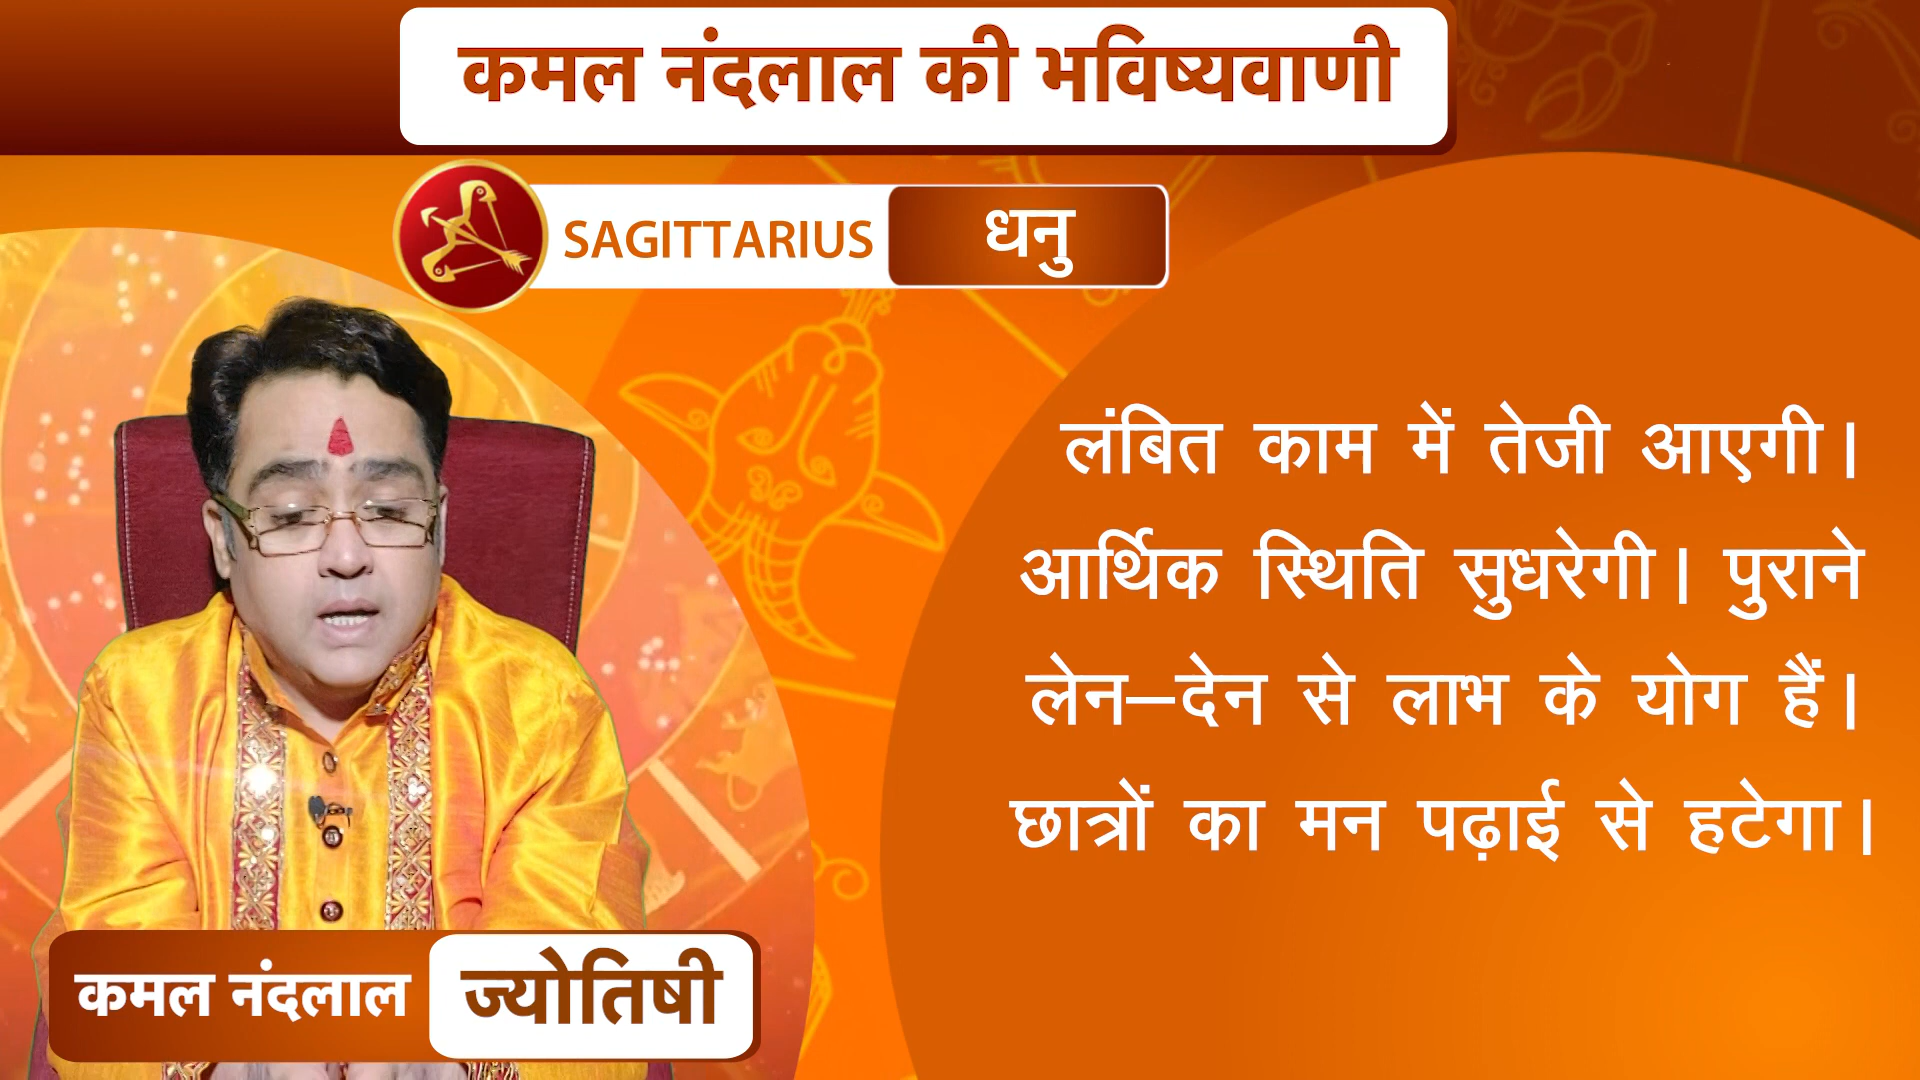 कमल नंदलाल की भविष्यवाणी
SAGITTARIUS धनु
लंबित काम में तेजी आएगी।
आर्थिक स्थिति सुधरेगी। पुराने
लेन–देन से लाभ के योग हैं।
छात्रों का मन पढ़ाई से हटेगा।
कमल नंदलाल ज्योतिषी